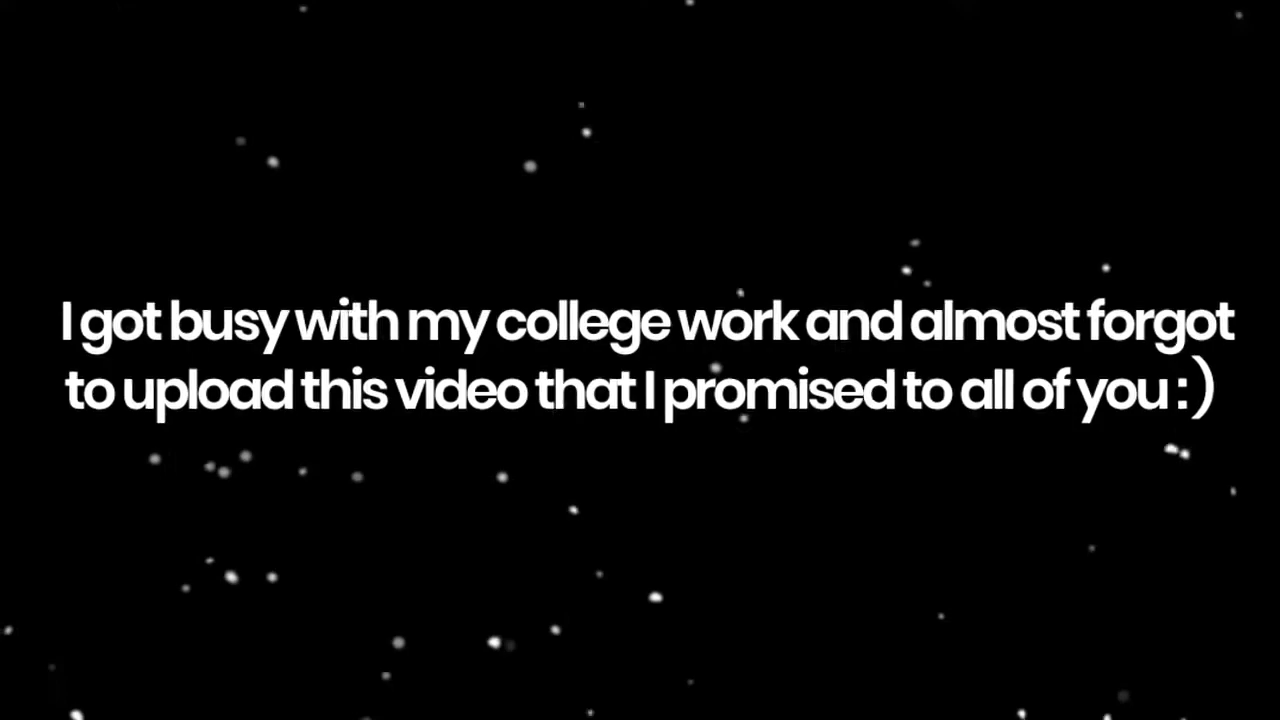 I got busy with my college work and almost forgot
to upload this video that I promised to all of you :)